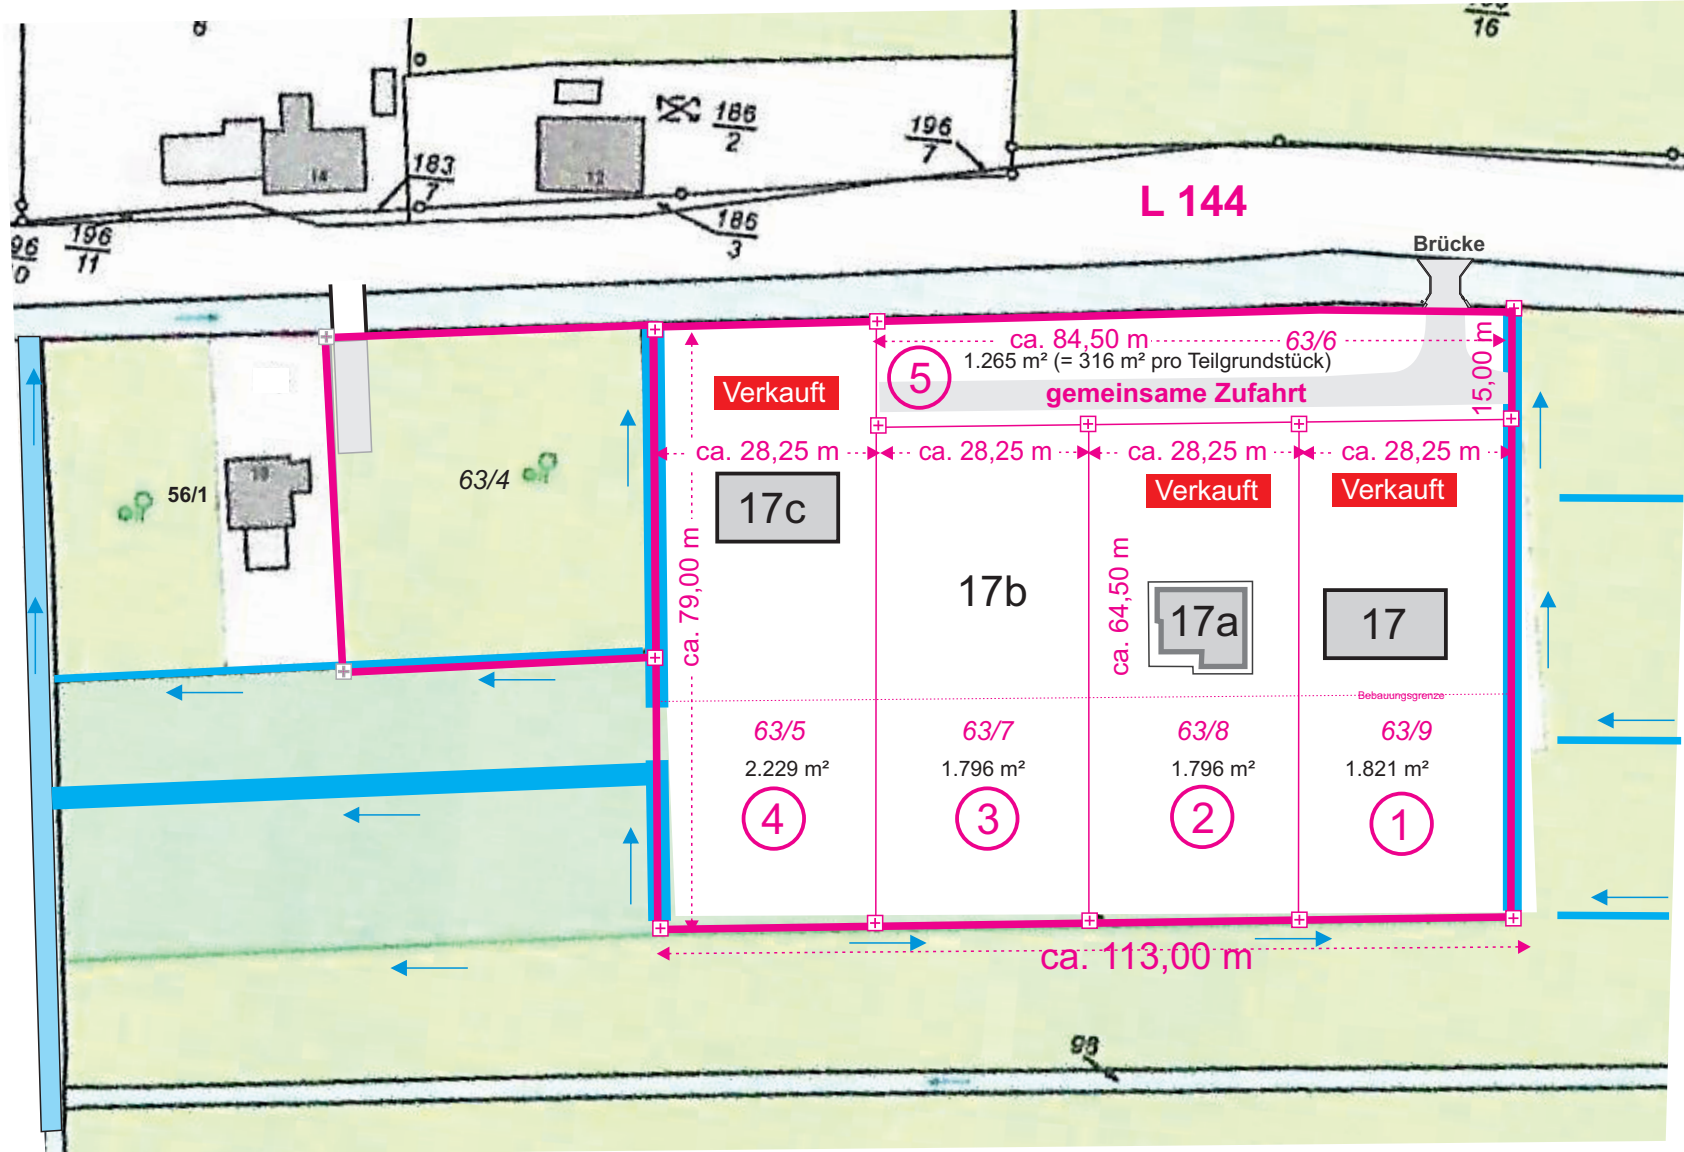 16
186
2
196
7
183
7
14
12
L 144
186
3
196
11
96
0
Brücke
ca. 84,50 m
63/6
5
1.265 m² (= 316 m² pro Teilgrundstück)
gemeinsame Zufahrt
15,00 m
Verkauft
ca. 28,25 m
ca. 28,25 m
ca. 28,25 m
ca. 28,25 m
Verkauft
Verkauft
56/1
63/4
17c
ca. 79,00 m
17b
ca. 64,50 m
17a
17
Bebauungsgrenze
63/5
63/7
63/8
63/9
2.229 m²
1.796 m²
1.796 m²
1.821 m²
4
3
2
1
ca. 113,00 m
98